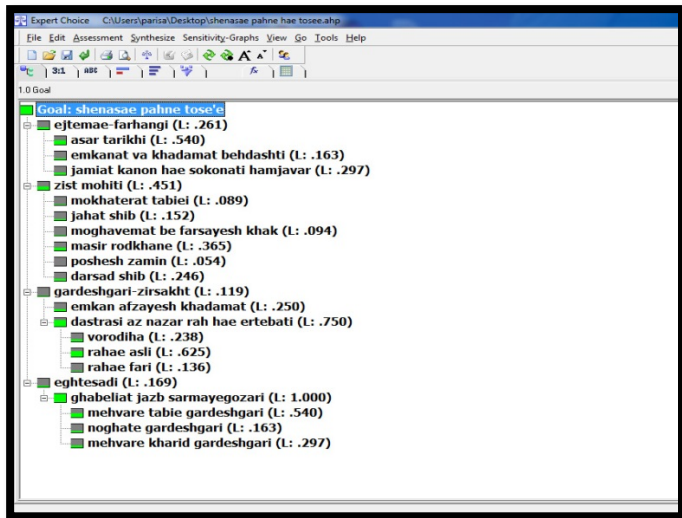 Expert Choice C:\Users\parisa\Desktop\shenasae pahne hae tosee.ahp
File Edit Assessment Synthesize Sensitivity-Graphs View Go Tools Help
A A
3:1 ABC fx
1.0 Goal
Goal: shenasae pahne tose'e
ejtemae-farhangi (L: .261)
asar tarikhi (L: .540)
emkanat va khadamat behdashti (L: .163)
jamiat kanon hae sokonati hamjavar (L: .297)
zist mohiti (L: .451)
mokhaterat tabiei (L: .089)
jahat shib (L: .152)
moghavemat be farsayesh khak (L: .094)
masir rodkhane (L: .365)
poshesh zamin (L: .054)
darsad shib (L: .246)
gardeshgari-zirsakht (L: .119)
emkan afzayesh khadamat (L: .250)
dastrasi az nazar rah hae ertebati (L: .750)
vorodiha (L: .238)
rahae asli (L: .625)
rahae fari (L: .136)
eghtesadi (L: .169)
ghabeliat jazb sarmayegozari (L: 1.000)
mehvare tabie gardeshgari (L: .540)
noghate gardeshgari (L: .163)
mehvare kharid gardeshgari (L: .297)